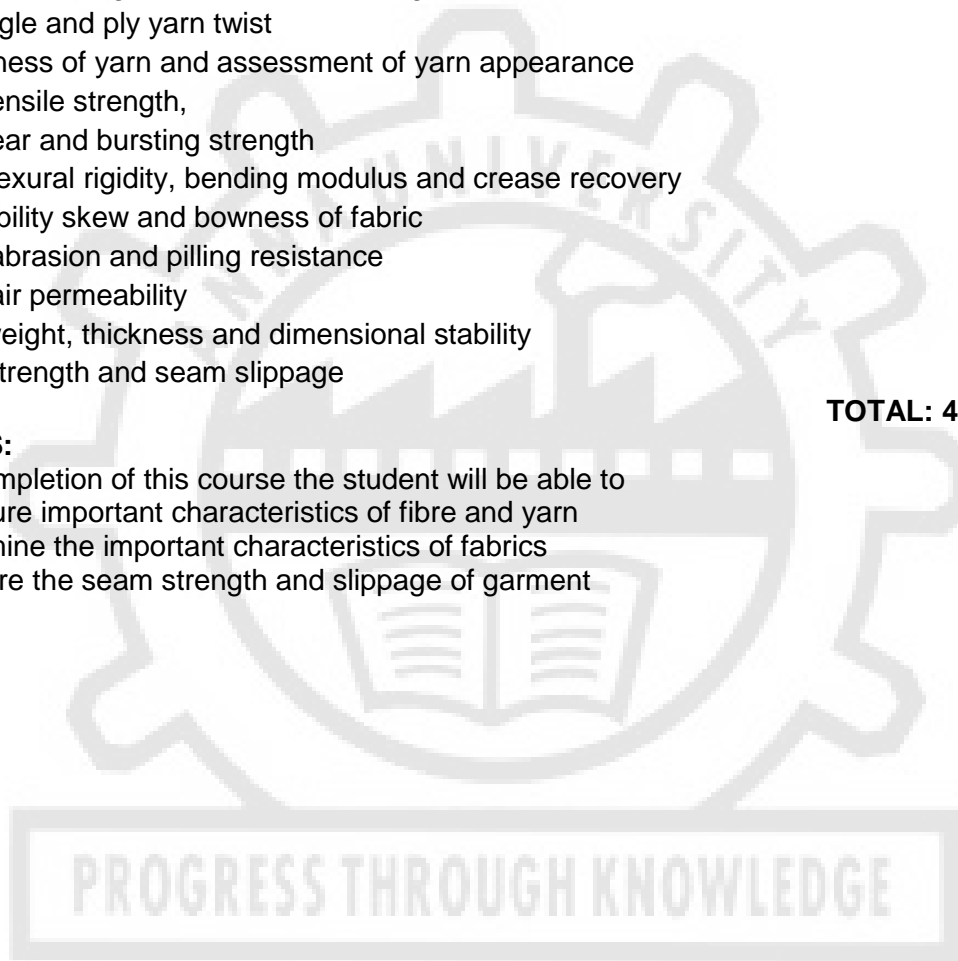 gle and ply yarn twist
ness of yarn and assessment of yarn appearance
ensile strength,
ear and bursting strength
exural rigidity, bending modulus and crease recovery
bility skew and bowness of fabric
abrasion and pilling resistance
air permeability
eight, thickness and dimensional stability
trength and seam slippage
TOTAL: 4
S:
mpletion of this course the student will be able to
ure important characteristics of fibre and yarn
nine the important characteristics of fabrics
re the seam strength and slippage of garment
ANNA UNIVERSITY
PROGRESS THROUGH KNOWLEDGE